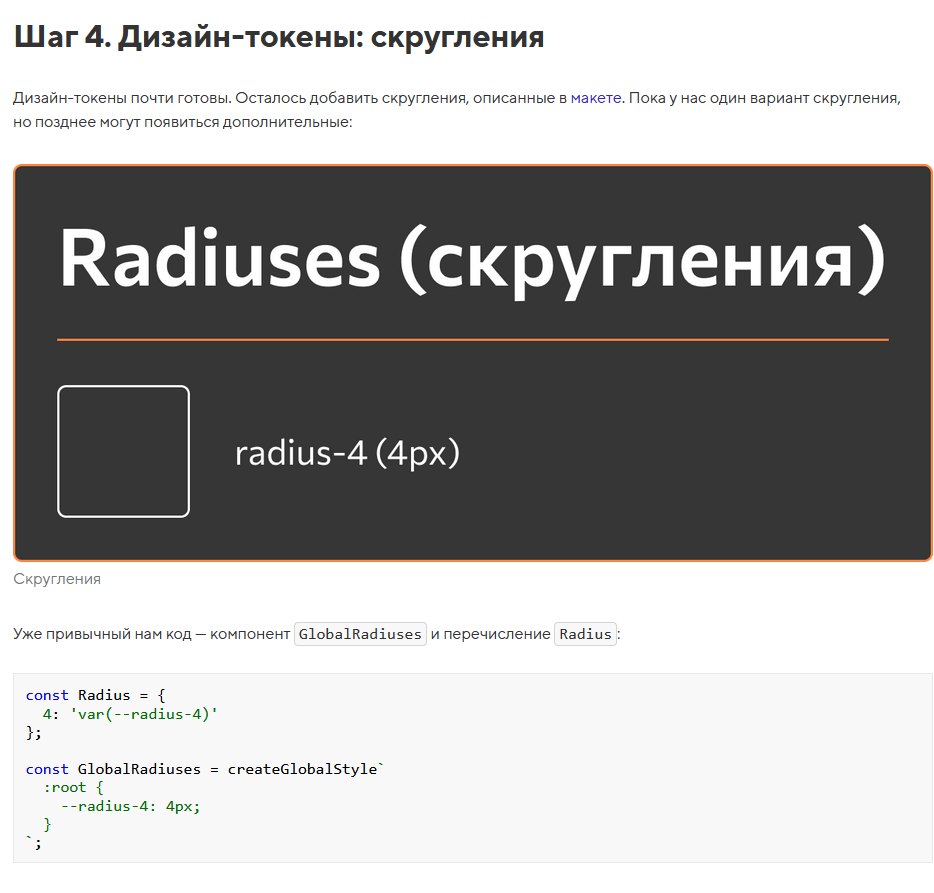 Шаг 4. Дизайн-токены: скругления
Дизайн-токены почти готовы. Осталось добавить скругления, описанные в макете. Пока у нас один вариант скругления,
но позднее могут появиться дополнительные:
Radiuses (скругления)
radius-4 (4px)
Скругления
Уже привычный нам код — компонент GlobalRadiuses и перечисление Radius:
const Radius = {
  4: 'var(--radius-4)'
};

const GlobalRadiuses = createGlobalStyle`
  :root {
    --radius-4: 4px;
  }
`;